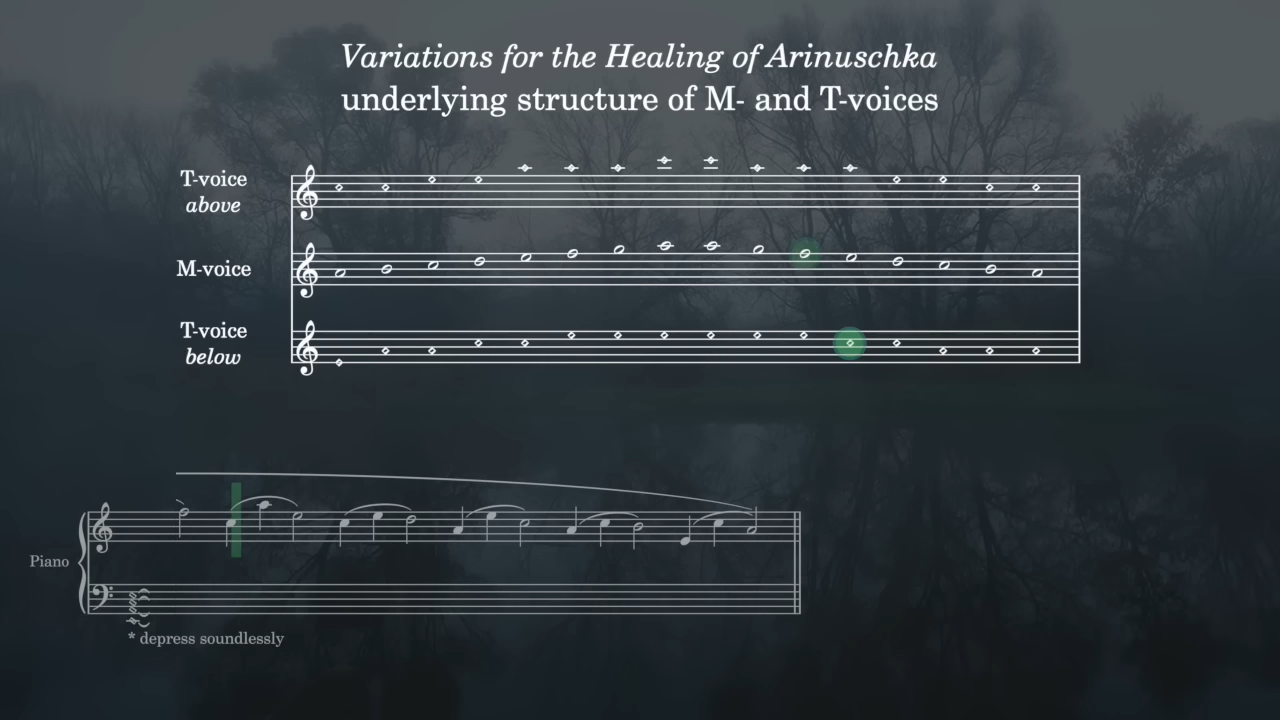 Variations for the Healing of Arinuschka
underlying structure of M- and T-voices
T-voice
above
M-voice
T-voice
below
Piano
* depress soundlessly